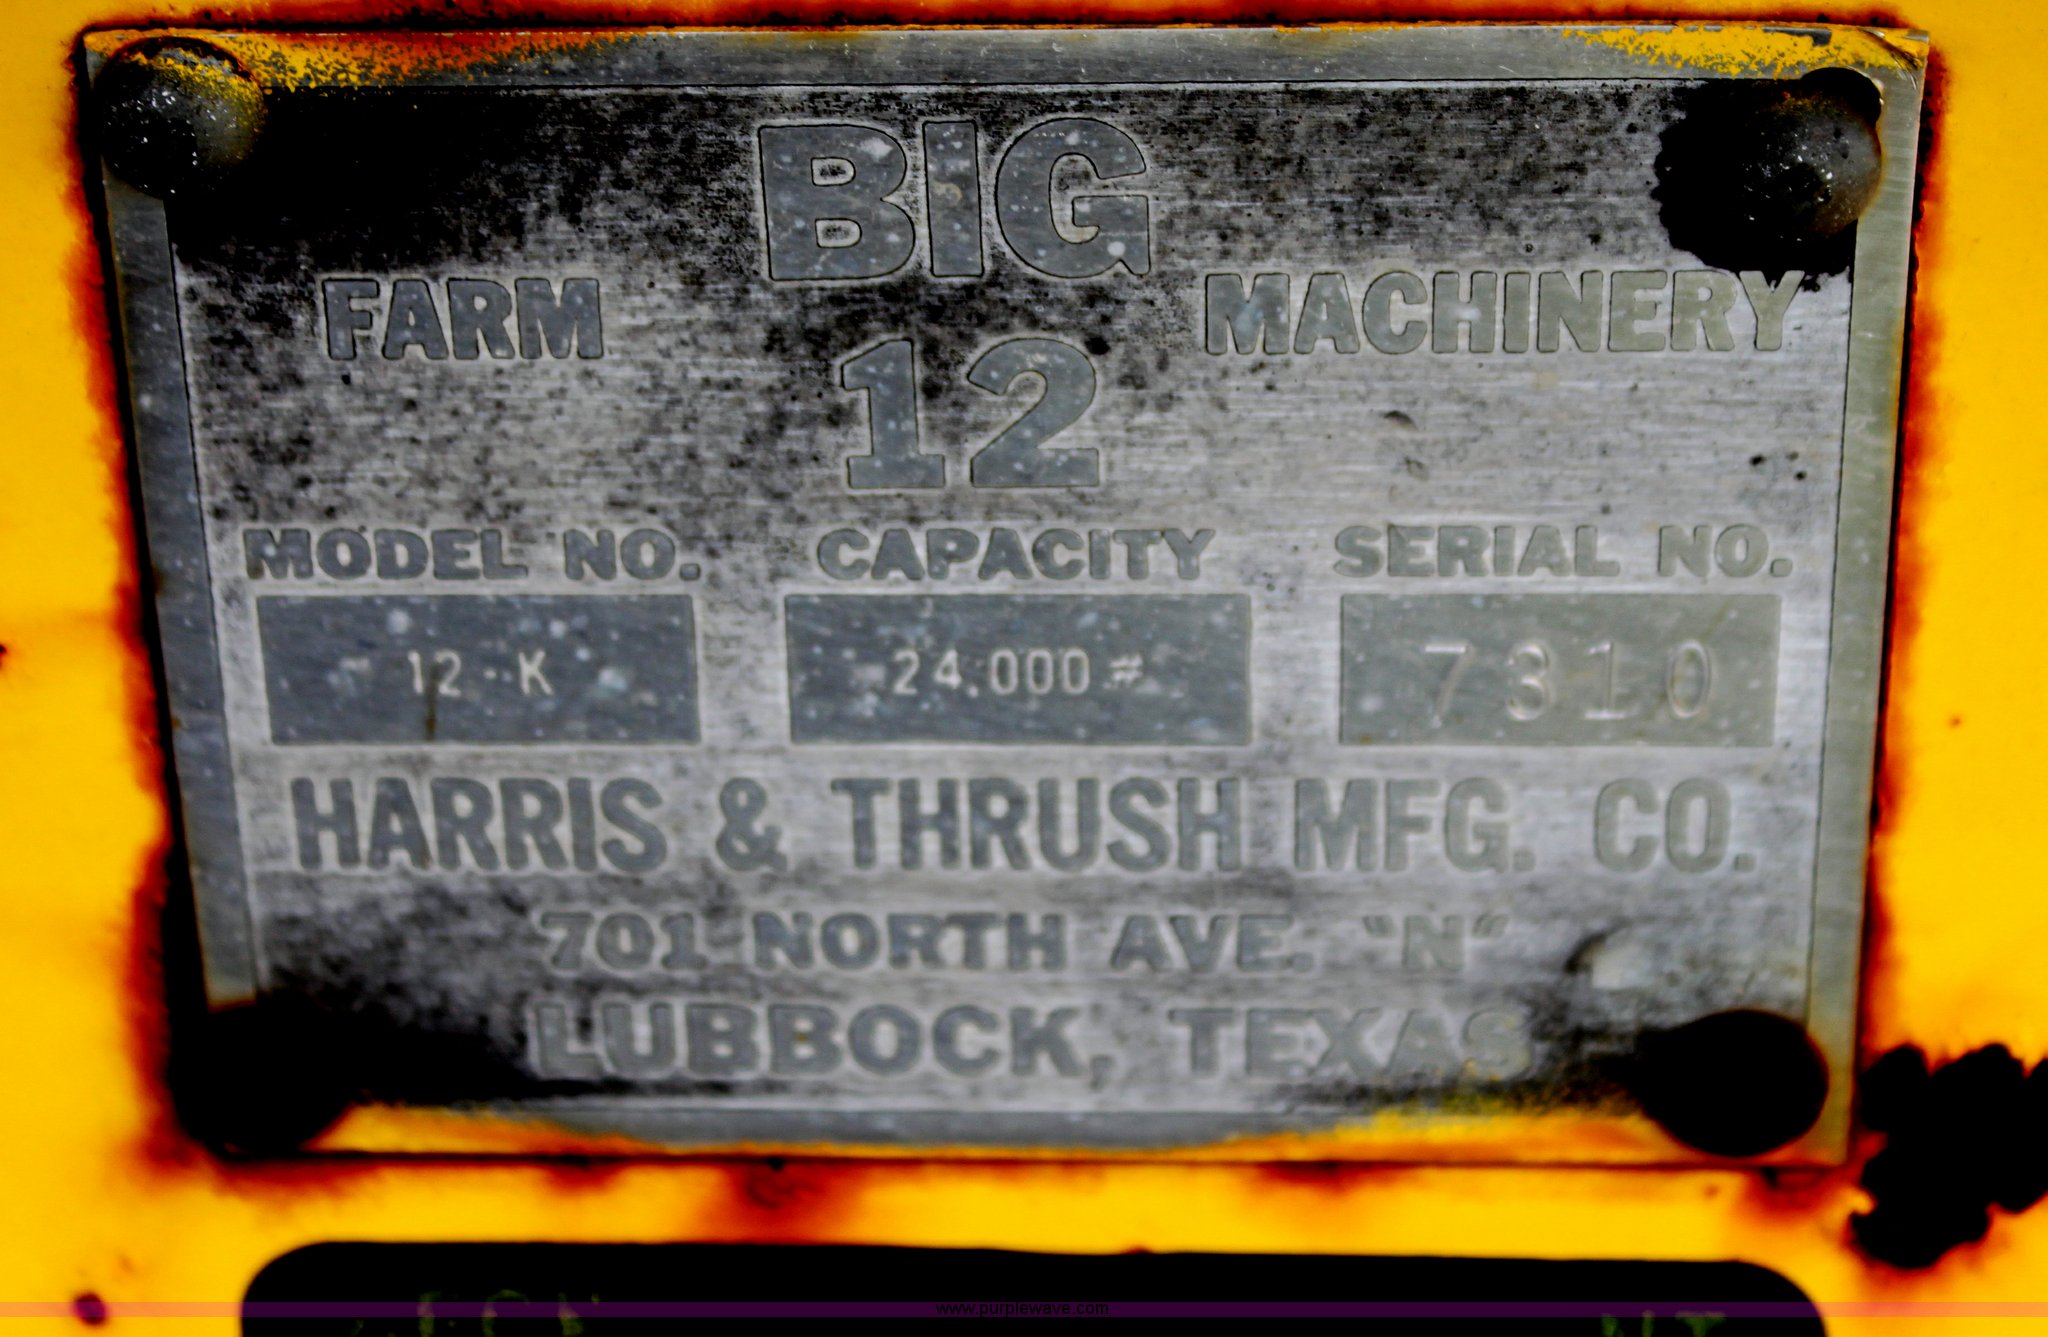 BIG
FARM MACHINERY
12
MODEL NO. CAPACITY SERIAL NO.
12-K 24,000# 7310
HARRIS & THRUSH MFG. CO.
701 NORTH AVE. "N"
LUBBOCK, TEXAS
www.purplewave.com